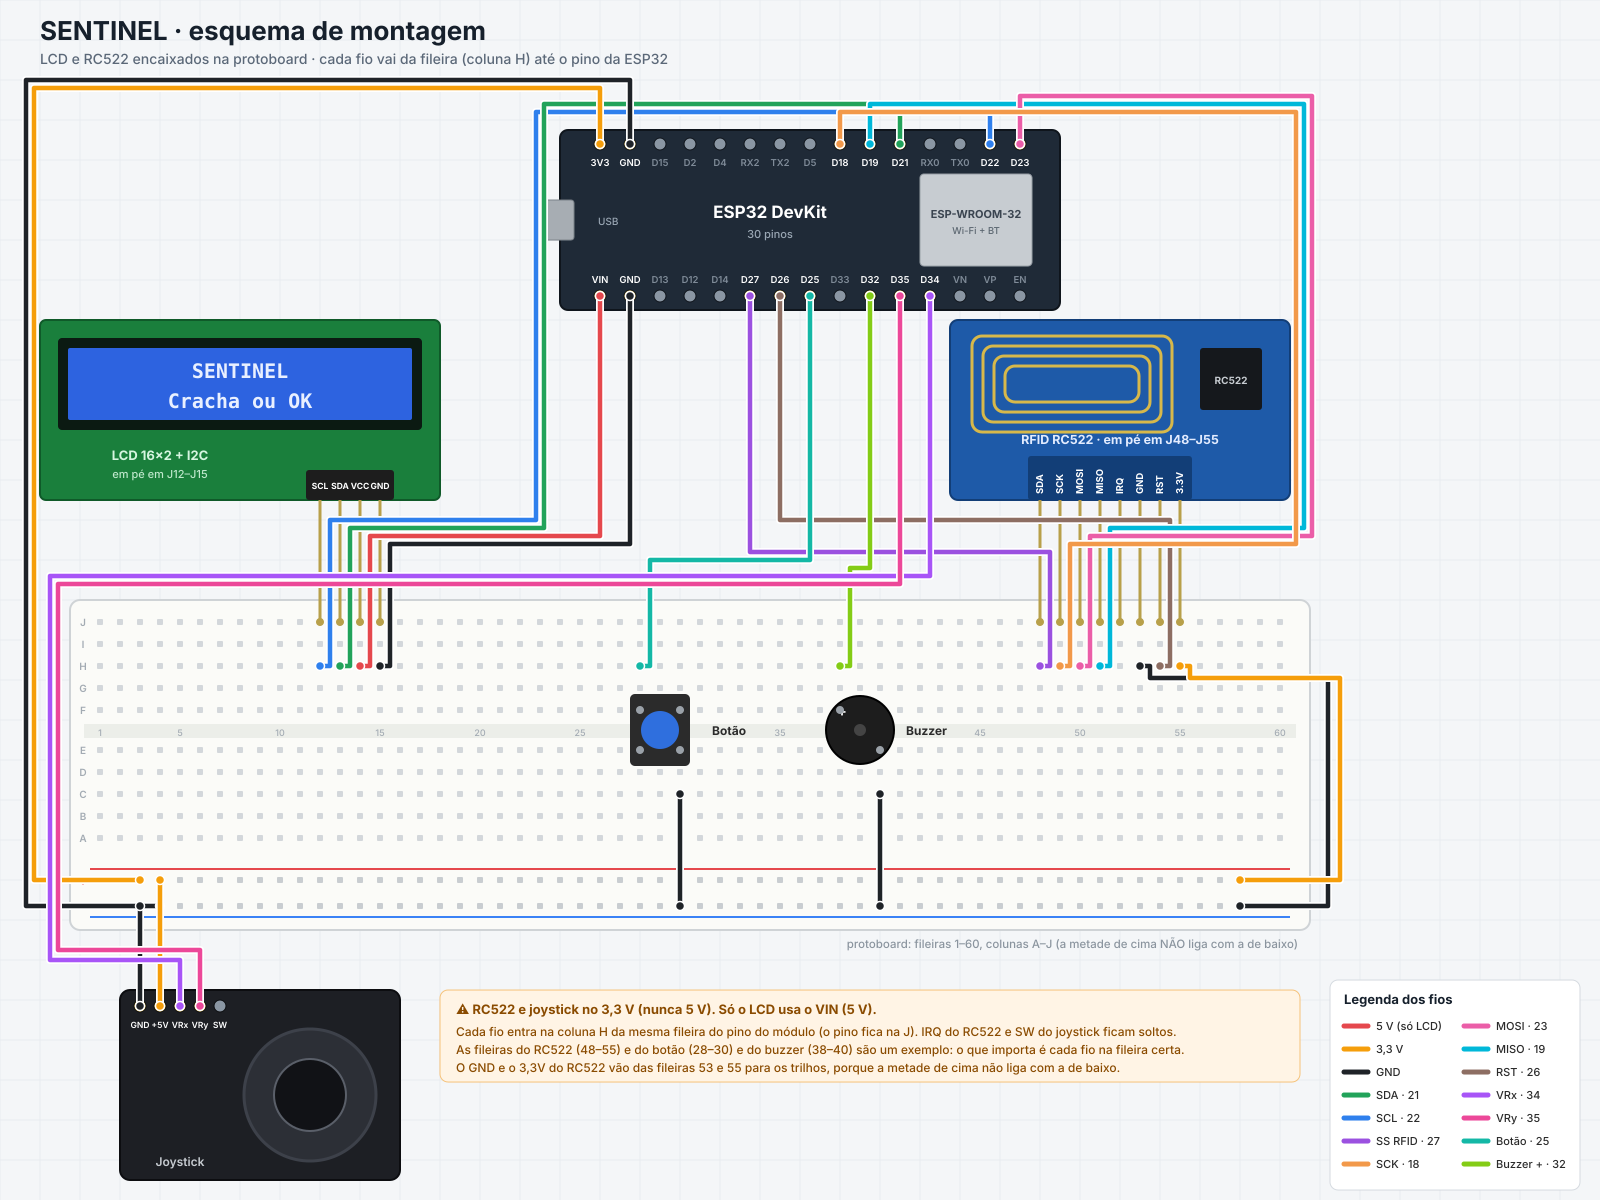 SENTINEL · esquema de montagem
LCD e RC522 encaixados na protoboard · cada fio vai da fileira (coluna H) até o pino da ESP32
3V3 GND D15 D2 D4 RX2 TX2 D5 D18 D19 D21 RX0 TX0 D22 D23
USB
ESP32 DevKit
30 pinos
ESP-WROOM-32
Wi-Fi + BT
VIN GND D13 D12 D14 D27 D26 D25 D33 D32 D35 D34 VN VP EN
SENTINEL
Cracha ou OK
LCD 16×2 + I2C
em pé em J12–J15
SCL SDA VCC GND
RC522
RFID RC522 · em pé em J48–J55
SDA SCK MOSI MISO IRQ GND RST 3.3V
J
I
H
G
F
1 5 10 15 20 25 Botão 35 Buzzer 45 50 55 60
+
E
D
C
B
A
protoboard: fileiras 1–60, colunas A–J (a metade de cima NÃO liga com a de baixo)
GND +5V VRx VRy SW
Joystick
⚠ RC522 e joystick no 3,3 V (nunca 5 V). Só o LCD usa o VIN (5 V).
Cada fio entra na coluna H da mesma fileira do pino do módulo (o pino fica na J). IRQ do RC522 e SW do joystick ficam soltos.
As fileiras do RC522 (48–55) e do botão (28–30) e do buzzer (38–40) são um exemplo: o que importa é cada fio na fileira certa.
O GND e o 3,3V do RC522 vão das fileiras 53 e 55 para os trilhos, porque a metade de cima não liga com a de baixo.
Legenda dos fios
5 V (só LCD)
3,3 V
GND
SDA · 21
SCL · 22
SS RFID · 27
SCK · 18
MOSI · 23
MISO · 19
RST · 26
VRx · 34
VRy · 35
Botão · 25
Buzzer + · 32